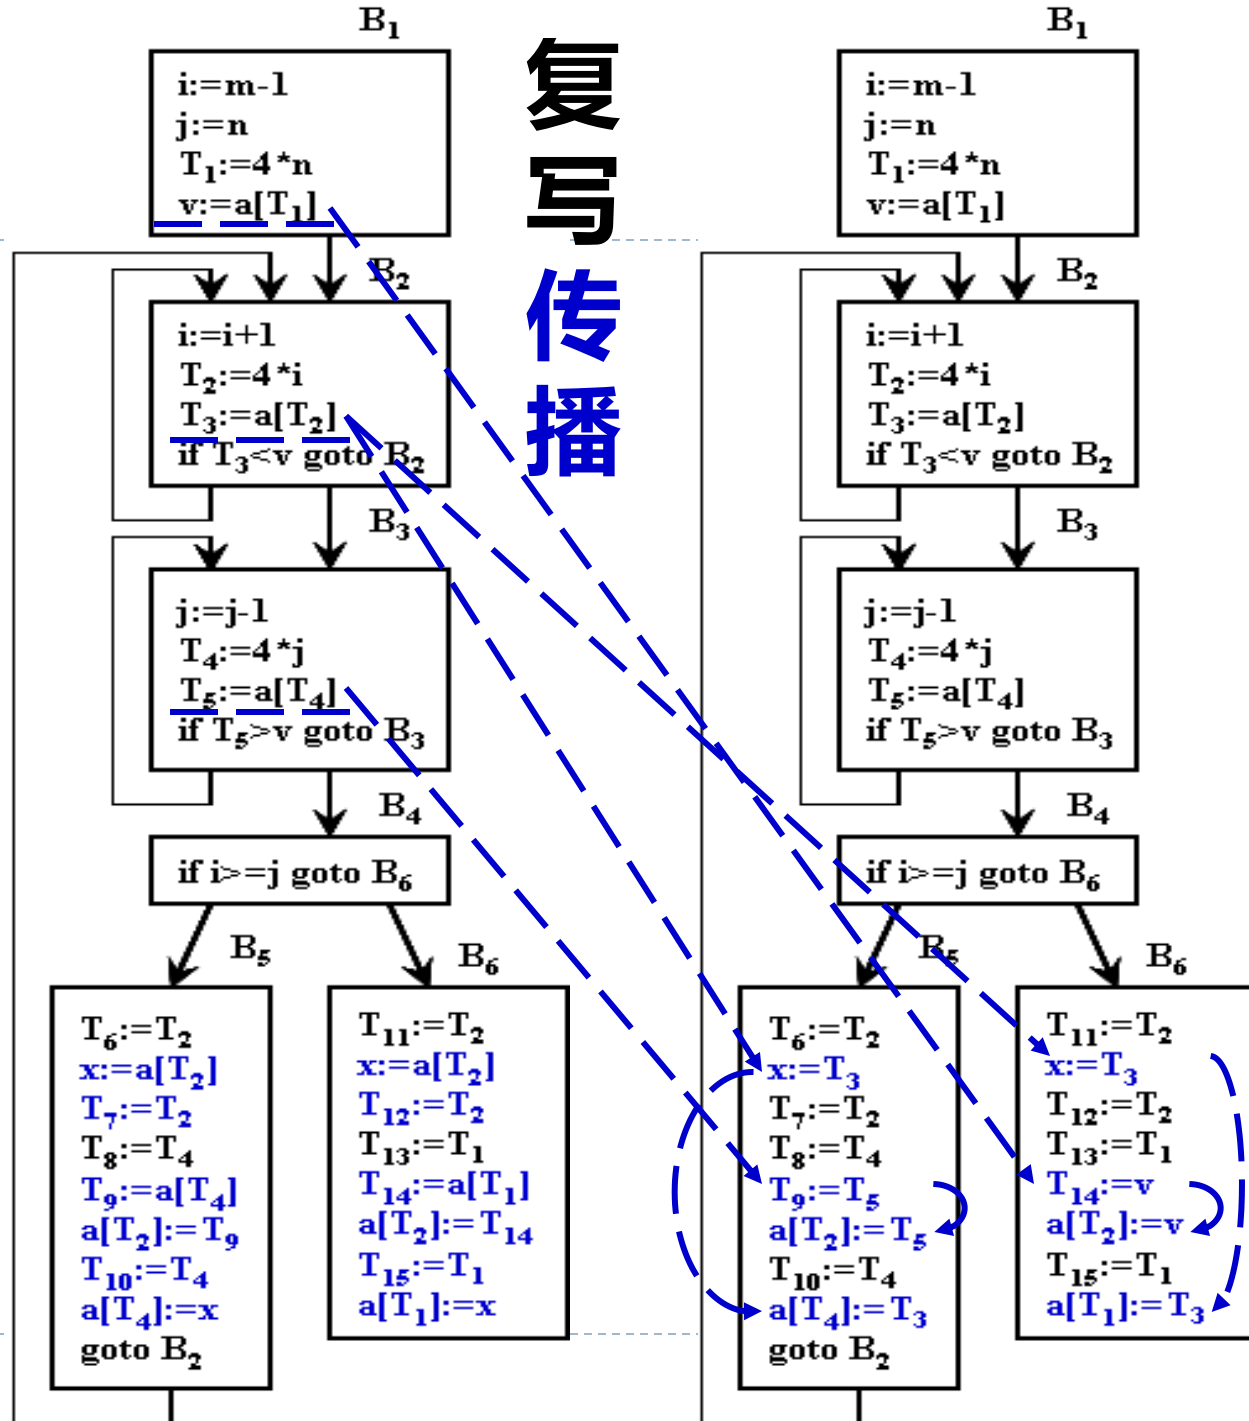 B₁
i:=m-1
j:=n
T₁:=4*n
v:=a[T₁]
B₂
i:=i+1
T₂:=4*i
T₃:=a[T₂]
if T₃<v goto B₂
B₃
j:=j-1
T₄:=4*j
T₅:=a[T₄]
if T₅>v goto B₃
B₄
if i>=j goto B₆
B₅
T₆:=T₂
x:=a[T₂]
T₇:=T₂
T₈:=T₄
T₉:=a[T₄]
a[T₂]:=T₉
T₁₀:=T₄
a[T₄]:=x
goto B₂
B₆
T₁₁:=T₂
x:=a[T₂]
T₁₂:=T₂
T₁₃:=T₁
T₁₄:=a[T₁]
a[T₂]:=T₁₄
T₁₅:=T₁
a[T₁]:=x
复写传播
B₁
i:=m-1
j:=n
T₁:=4*n
v:=a[T₁]
B₂
i:=i+1
T₂:=4*i
T₃:=a[T₂]
if T₃<v goto B₂
B₃
j:=j-1
T₄:=4*j
T₅:=a[T₄]
if T₅>v goto B₃
B₄
if i>=j goto B₆
B₅
T₆:=T₂
x:=T₃
T₇:=T₂
T₈:=T₄
T₉:=T₅
a[T₂]:=T₅
T₁₀:=T₄
a[T₄]:=T₃
goto B₂
B₆
T₁₁:=T₂
x:=T₃
T₁₂:=T₂
T₁₃:=T₁
T₁₄:=v
a[T₂]:=v
T₁₅:=T₁
a[T₁]:=T₃